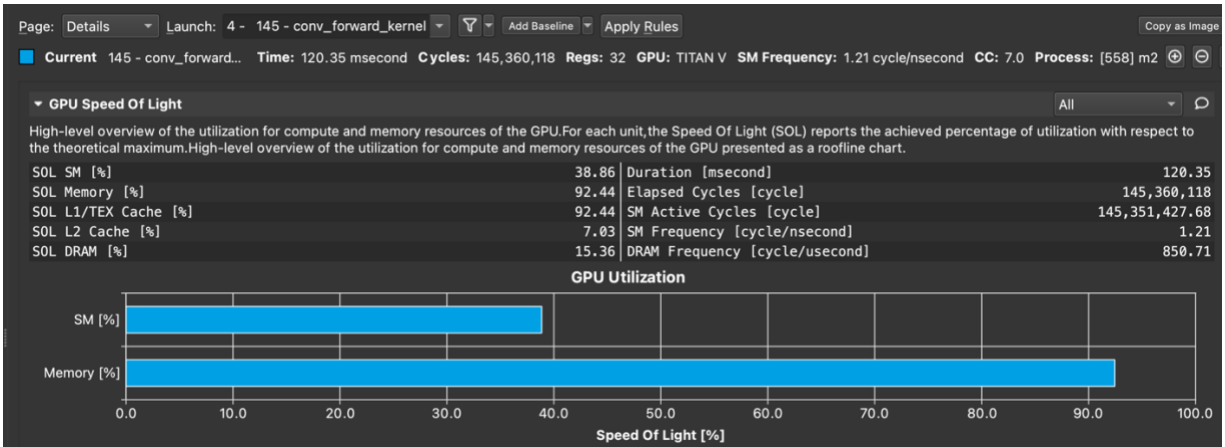 Page: Details Launch: 4 - 145 - conv_forward_kernel Add Baseline Apply Rules Copy as Image
Current 145 - conv_forward... Time: 120.35 msecond Cycles: 145,360,118 Regs: 32 GPU: TITAN V SM Frequency: 1.21 cycle/nsecond CC: 7.0 Process: [558] m2
GPU Speed Of Light All
High-level overview of the utilization for compute and memory resources of the GPU.For each unit,the Speed Of Light (SOL) reports the achieved percentage of utilization with respect to
the theoretical maximum.High-level overview of the utilization for compute and memory resources of the GPU presented as a roofline chart.
SOL SM [%] 38.86 Duration [msecond] 120.35
SOL Memory [%] 92.44 Elapsed Cycles [cycle] 145,360,118
SOL L1/TEX Cache [%] 92.44 SM Active Cycles [cycle] 145,351,427.68
SOL L2 Cache [%] 7.03 SM Frequency [cycle/nsecond] 1.21
SOL DRAM [%] 15.36 DRAM Frequency [cycle/usecond] 850.71
GPU Utilization
SM [%]
Memory [%]
0.0 10.0 20.0 30.0 40.0 50.0 60.0 70.0 80.0 90.0 100.0
Speed Of Light [%]